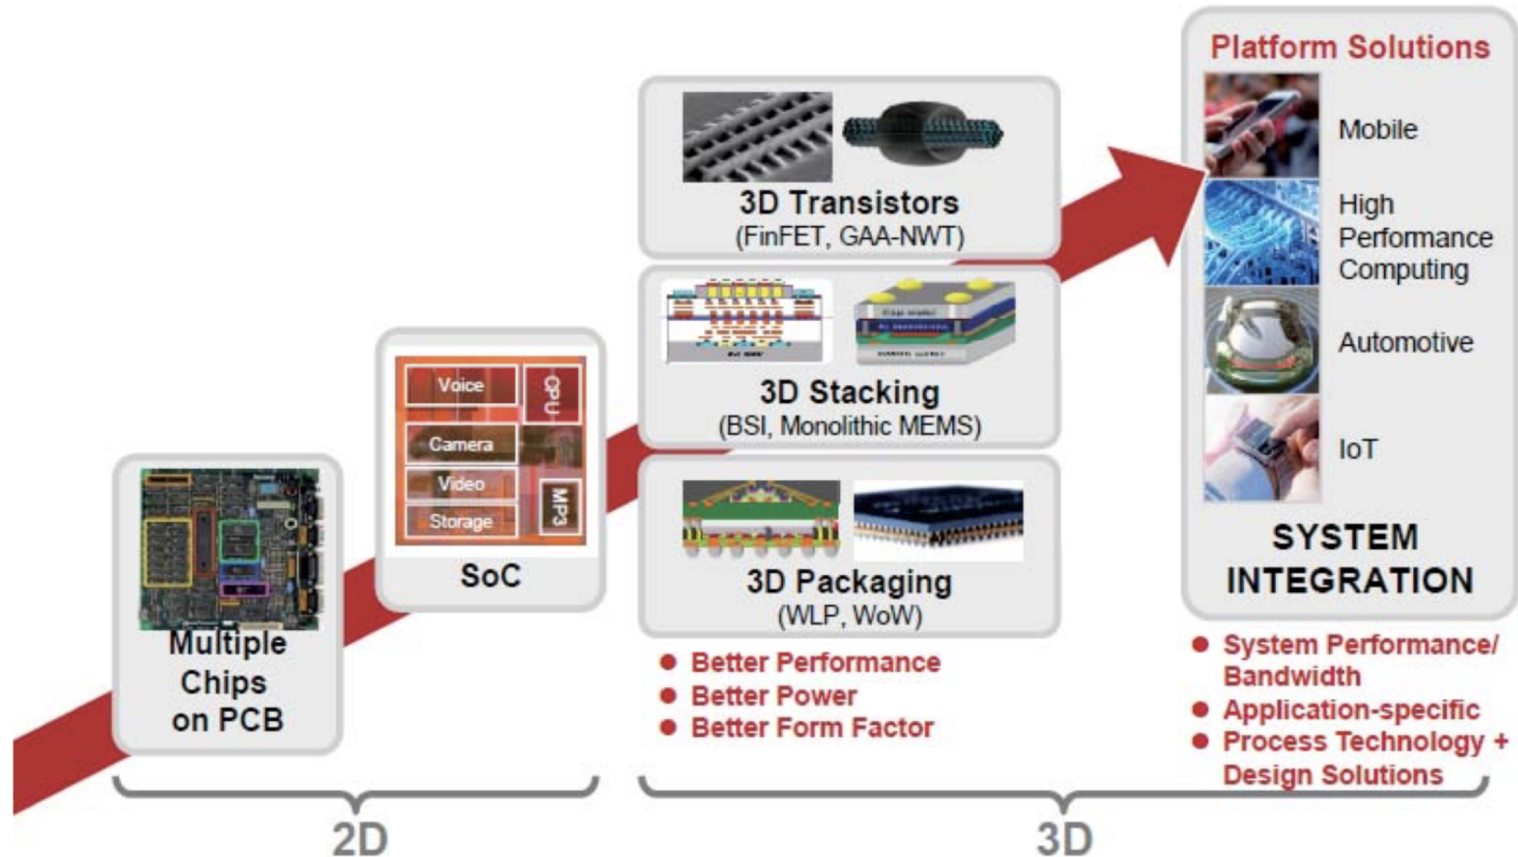 Platform Solutions
Mobile
High
Performance
Computing
Automotive
IoT
SYSTEM
INTEGRATION
System Performance/
Bandwidth
Application-specific
Process Technology +
Design Solutions
3D Transistors
(FinFET, GAA-NWT)
3D Stacking
(BSI, Monolithic MEMS)
3D Packaging
(WLP, WoW)
Better Performance
Better Power
Better Form Factor
Voice
CPU
Camera
Video
MP3
Storage
SoC
Multiple
Chips
on PCB
2D
3D